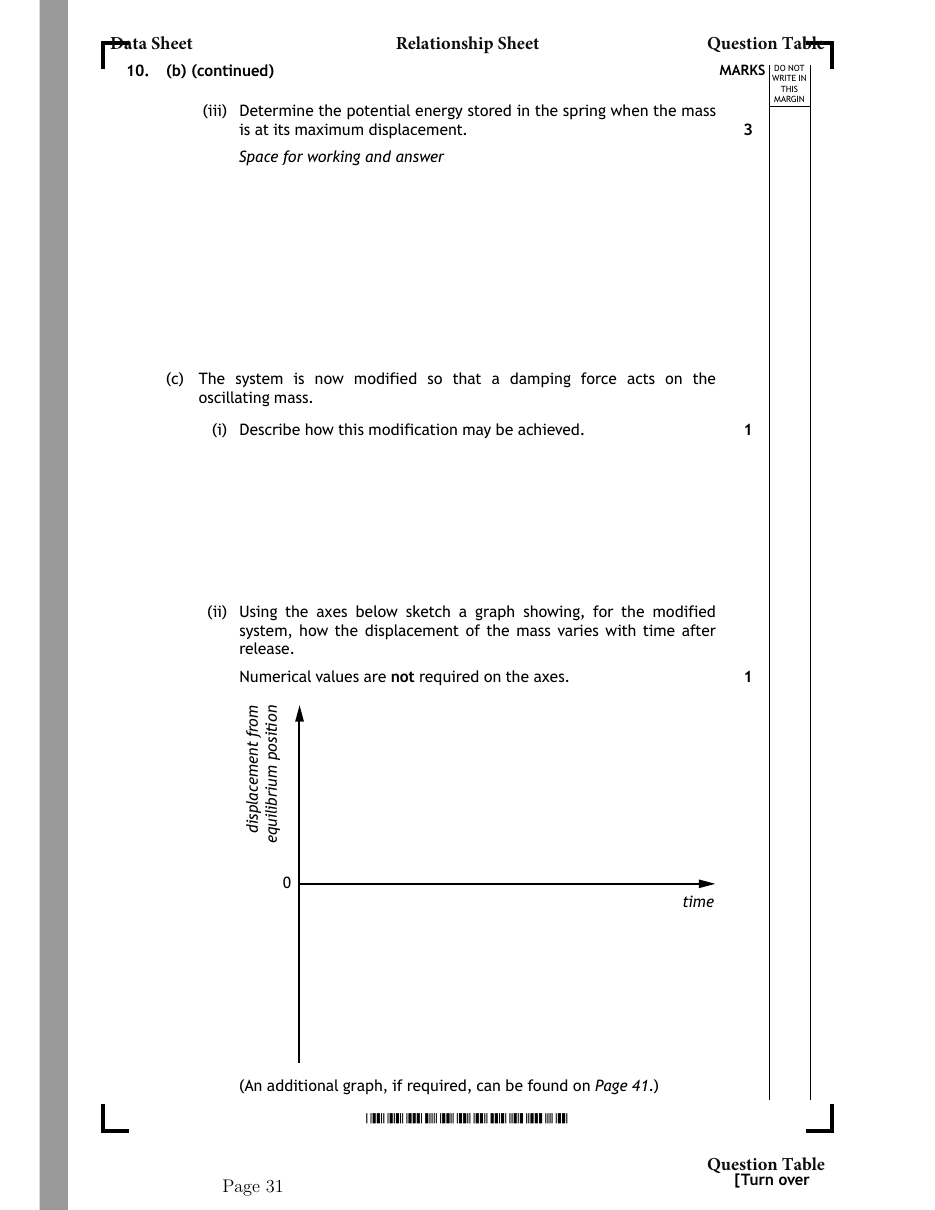 Data Sheet Relationship Sheet Question Table
10. (b) (continued) MARKS DO NOT
WRITE IN
THIS
MARGIN
(iii) Determine the potential energy stored in the spring when the mass
is at its maximum displacement. 3
Space for working and answer
(c) The system is now modified so that a damping force acts on the
oscillating mass.
(i) Describe how this modification may be achieved. 1
(ii) Using the axes below sketch a graph showing, for the modified
system, how the displacement of the mass varies with time after
release.
Numerical values are not required on the axes. 1
displacement from
equilibrium position
0
time
(An additional graph, if required, can be found on Page 41.)
Question Table
[Turn over
Page 31